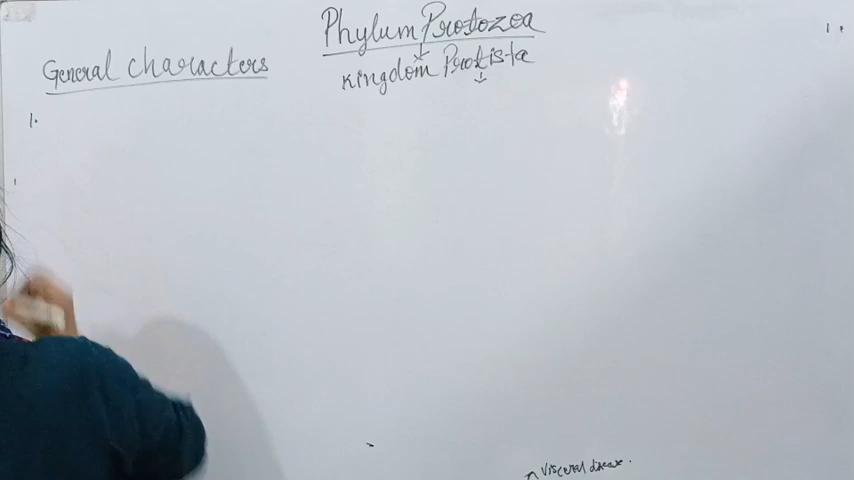 Phylum Protozoa
Kingdom Protista
General characters
1.
Visceral disease.